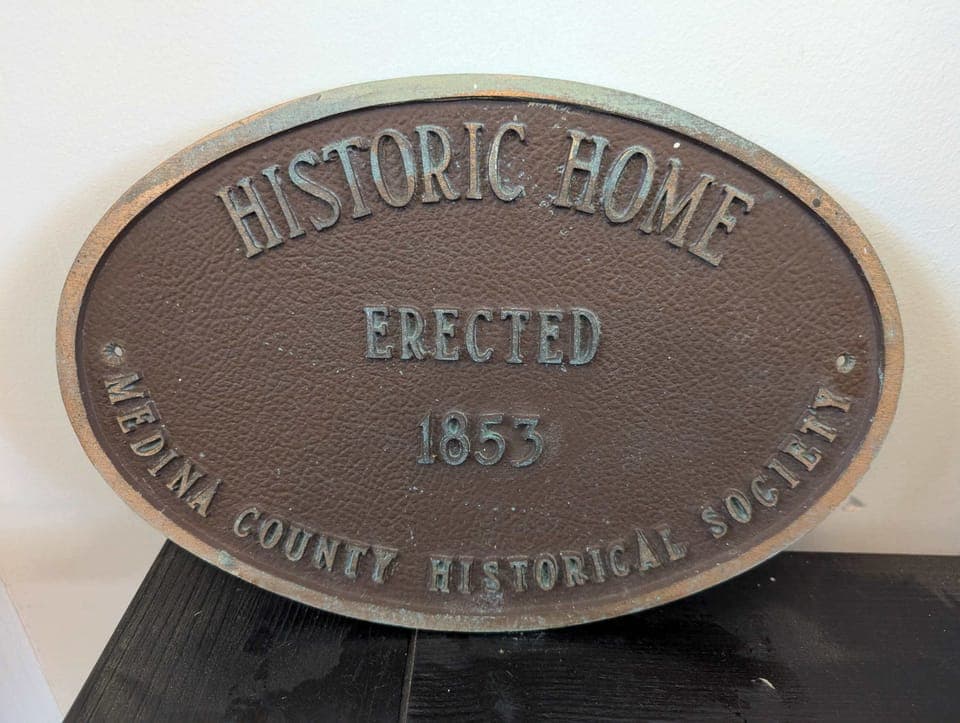 HISTORIC HOME
ERECTED
1853
MEDINA COUNTY HISTORICAL SOCIETY